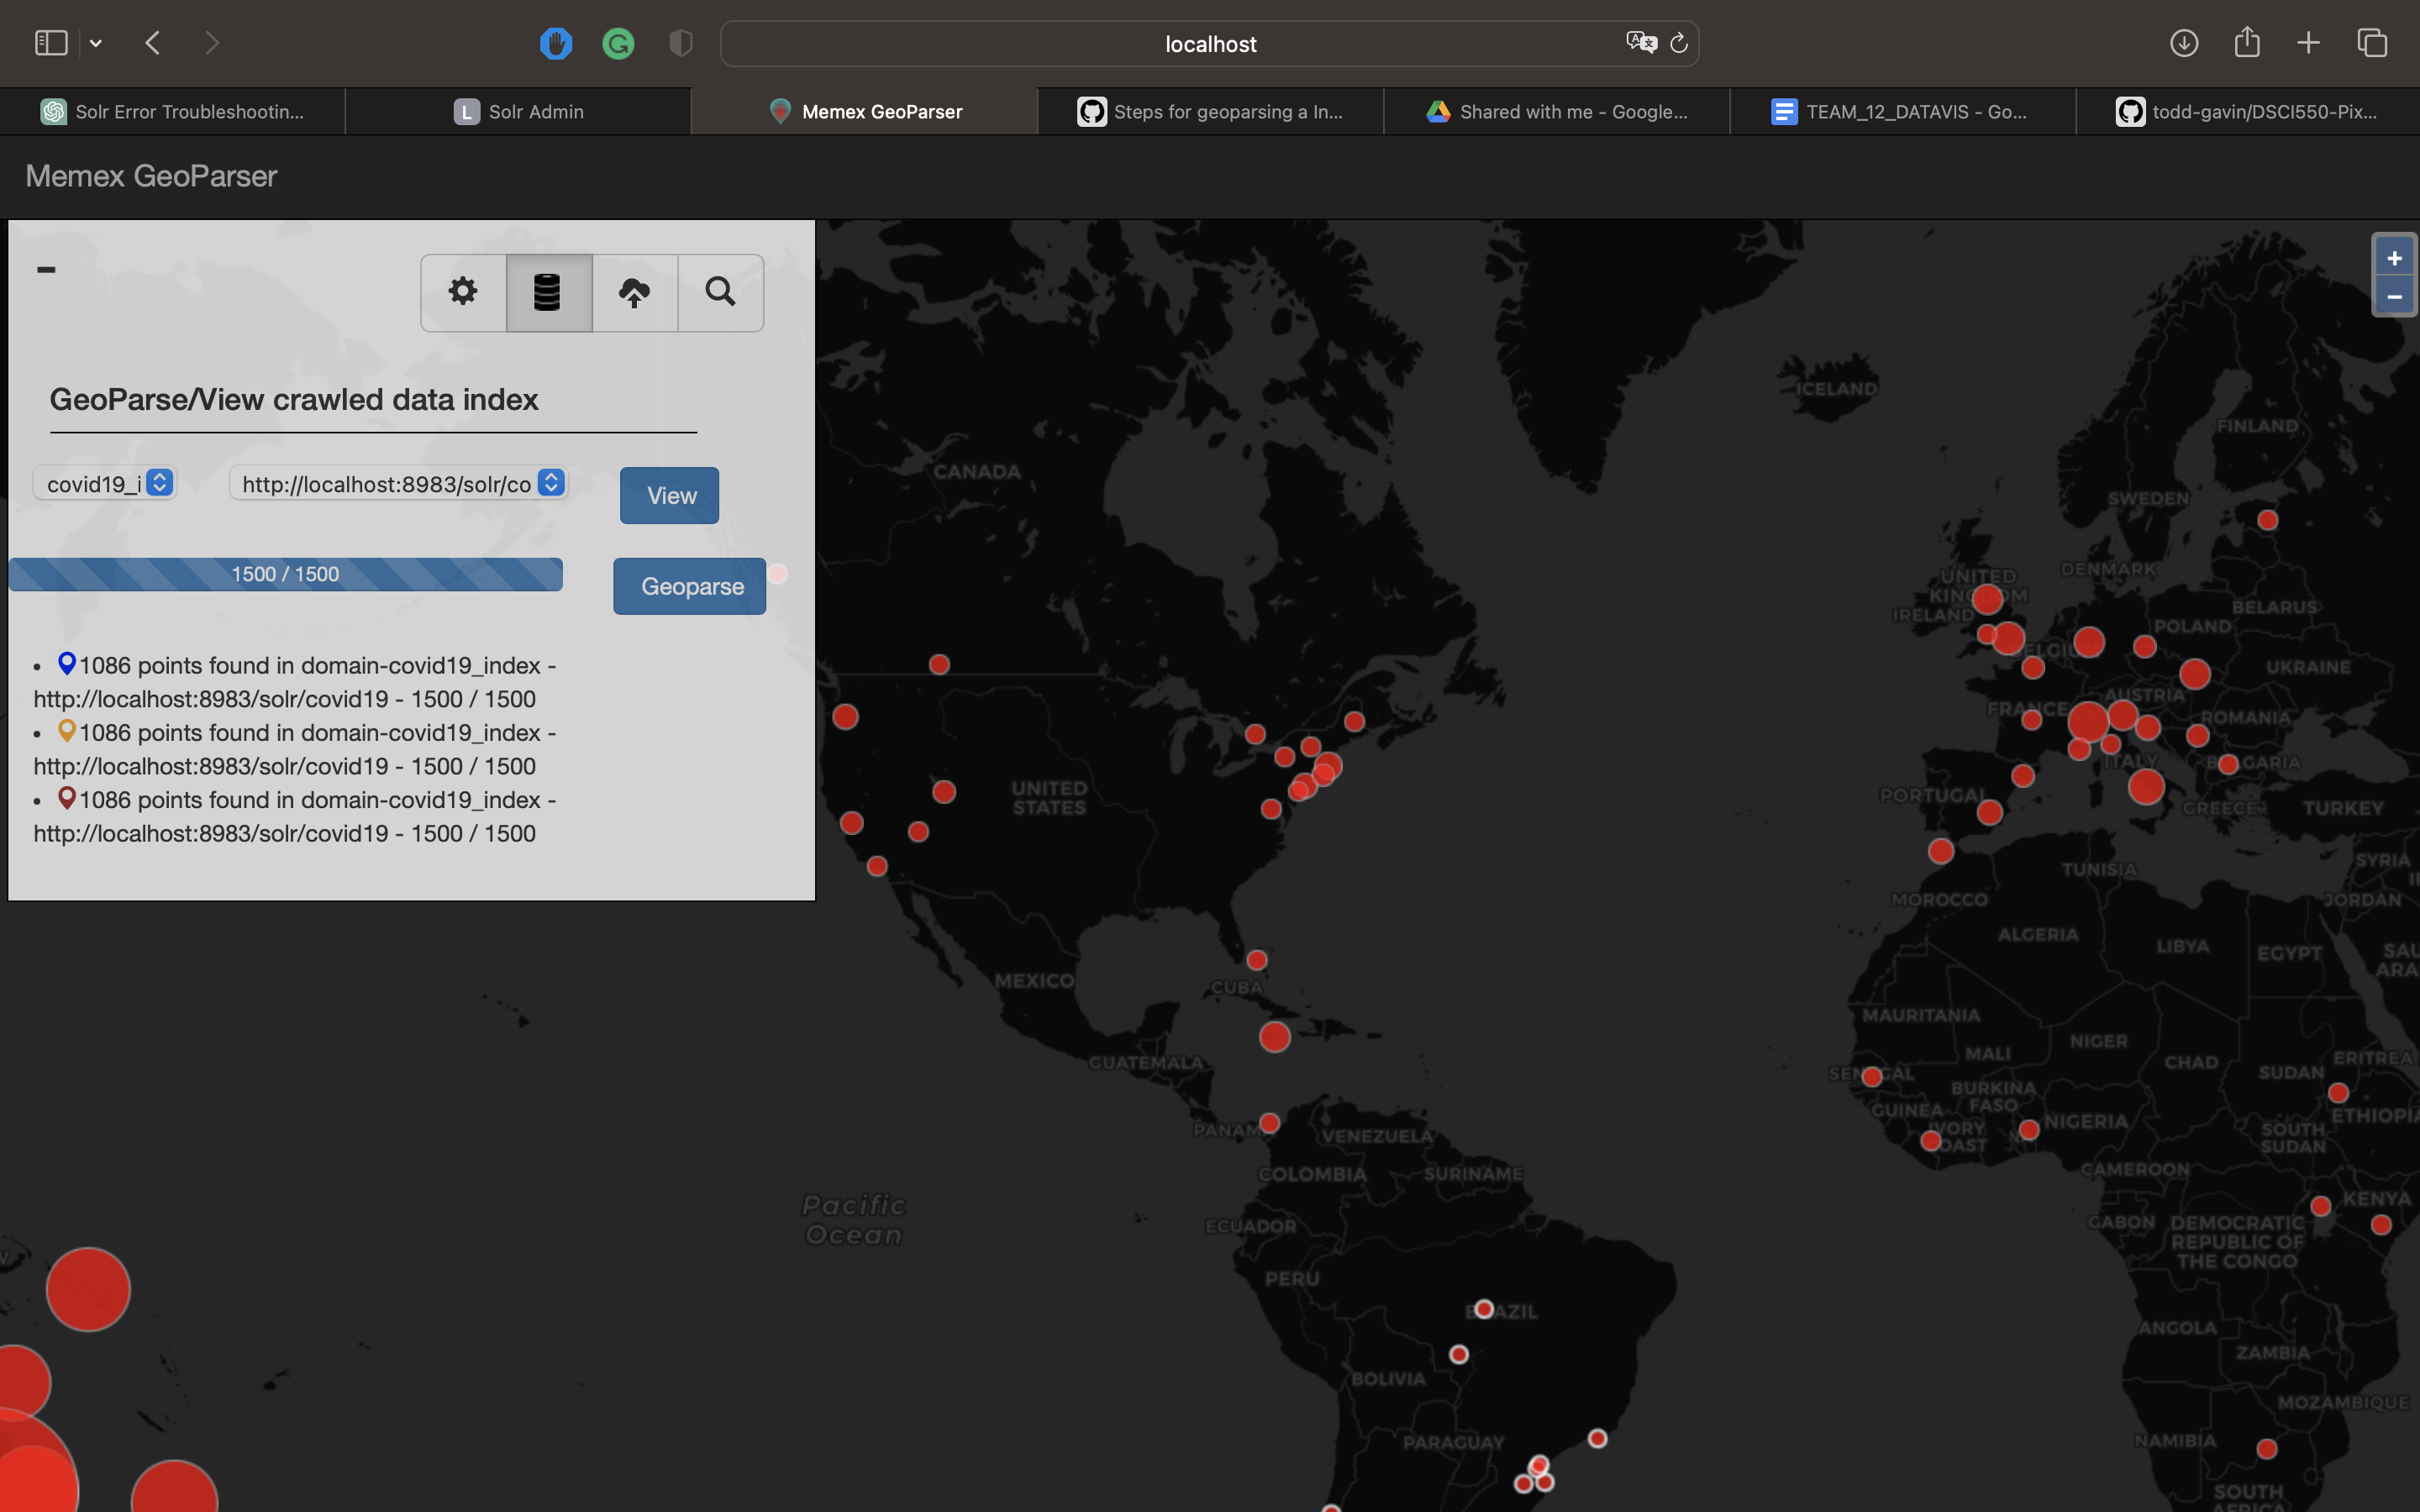 localhost
Solr Error Troubleshootin...
L Solr Admin
Memex GeoParser
Steps for geoparsing a In...
Shared with me - Google...
TEAM_12_DATAVIS - Go...
todd-gavin/DSCI550-Pix...
Memex GeoParser
GeoParse/View crawled data index
covid19_i
http://localhost:8983/solr/co
View
1500 / 1500
Geoparse
• 1086 points found in domain-covid19_index -
http://localhost:8983/solr/covid19 - 1500 / 1500
• 1086 points found in domain-covid19_index -
http://localhost:8983/solr/covid19 - 1500 / 1500
• 1086 points found in domain-covid19_index -
http://localhost:8983/solr/covid19 - 1500 / 1500
+
−
ICELAND
FINLAND
CANADA
SWEDEN
DENMARK
UNITED
IRELAND
BELARUS
POLAND
UKRAINE
AUSTRIA
FRANCE
ROMANIA
ITALY
UNITED
STATES
PORTUGAL
GREECE
TURKEY
SYRIA
TUNISIA
MOROCCO
JORDAN
ALGERIA
LIBYA
EGYPT
MEXICO
CUBA
MAURITANIA
NIGER
MALI
CHAD
SUDAN
ERITREA
GUATEMALA
BURKINA
FASO
GUINEA
ETHIOPIA
NIGERIA
IVORY
SOUTH
SUDAN
VENEZUELA
COLOMBIA
SURINAME
CAMEROON
Pacific
Ocean
ECUADOR
KENYA
GABON
DEMOCRATIC
REPUBLIC OF
THE CONGO
PERU
ANGOLA
ZAMBIA
BOLIVIA
MOZAMBIQUE
PARAGUAY
NAMIBIA
SOUTH
AFRICA